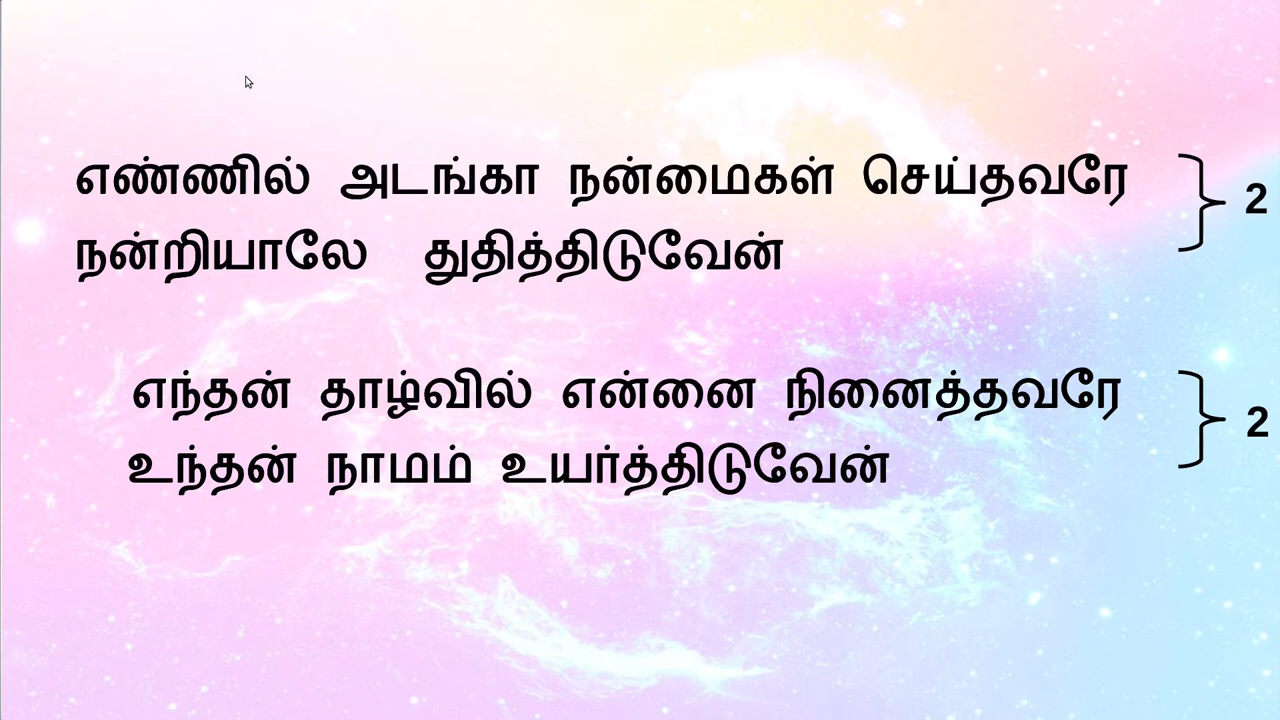 எண்ணில் அடங்கா நன்மைகள் செய்தவரே
நன்றியாலே துதித்திடுவேன்
2
எந்தன் தாழ்வில் என்னை நினைத்தவரே
உந்தன் நாமம் உயர்த்திடுவேன்
2